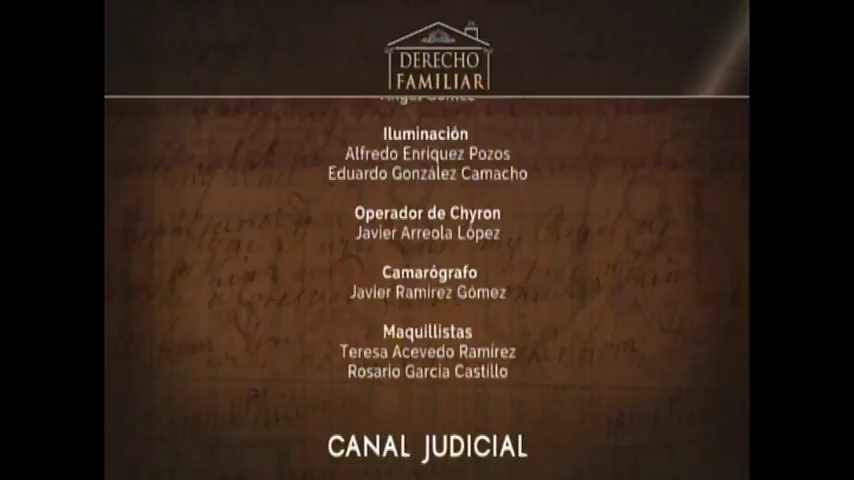 DERECHO
FAMILIAR
Iluminación
Alfredo Enríquez Pozos
Eduardo González Camacho
Operador de Chyron
Javier Arreola López
Camarógrafo
Javier Ramírez Gómez
Maquillistas
Teresa Acevedo Ramírez
Rosario García Castillo
CANAL JUDICIAL